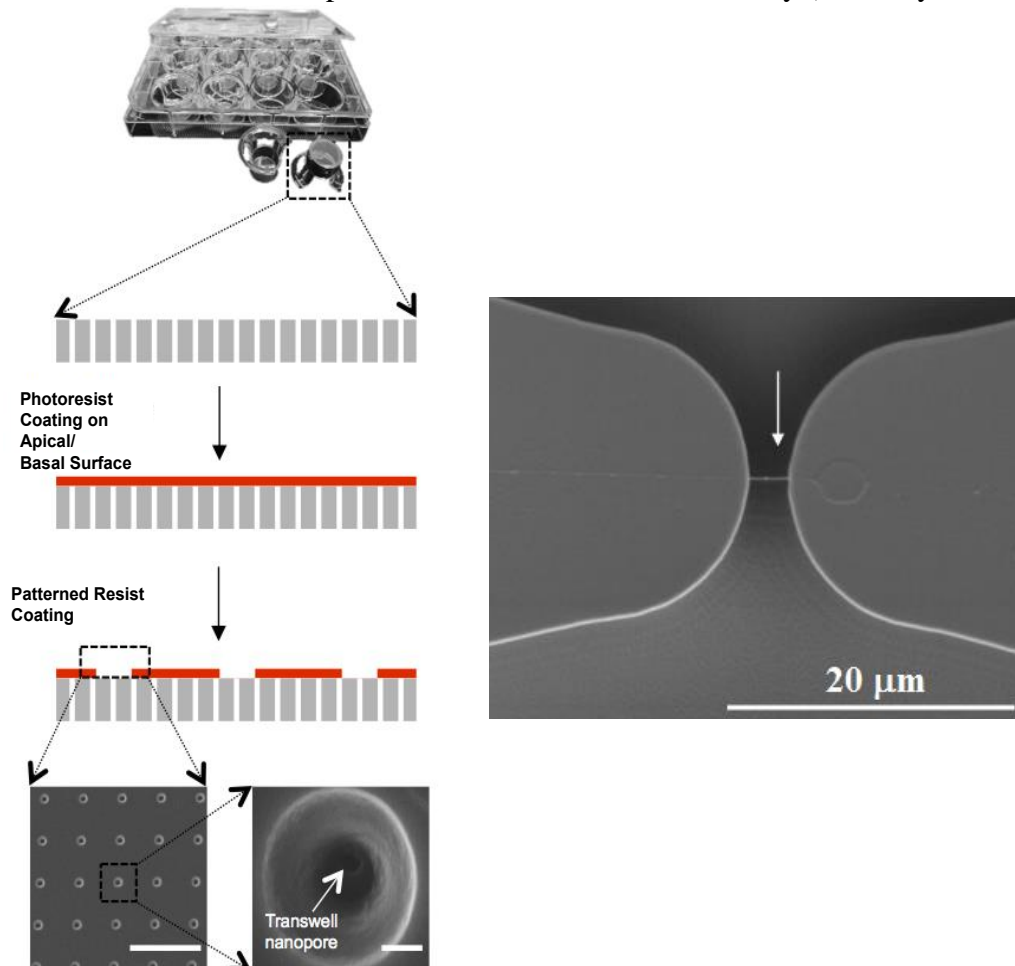 Photoresist
Coating on
Apical/
Basal Surface
Patterned Resist
Coating
20 μm
Transwell
nanopore